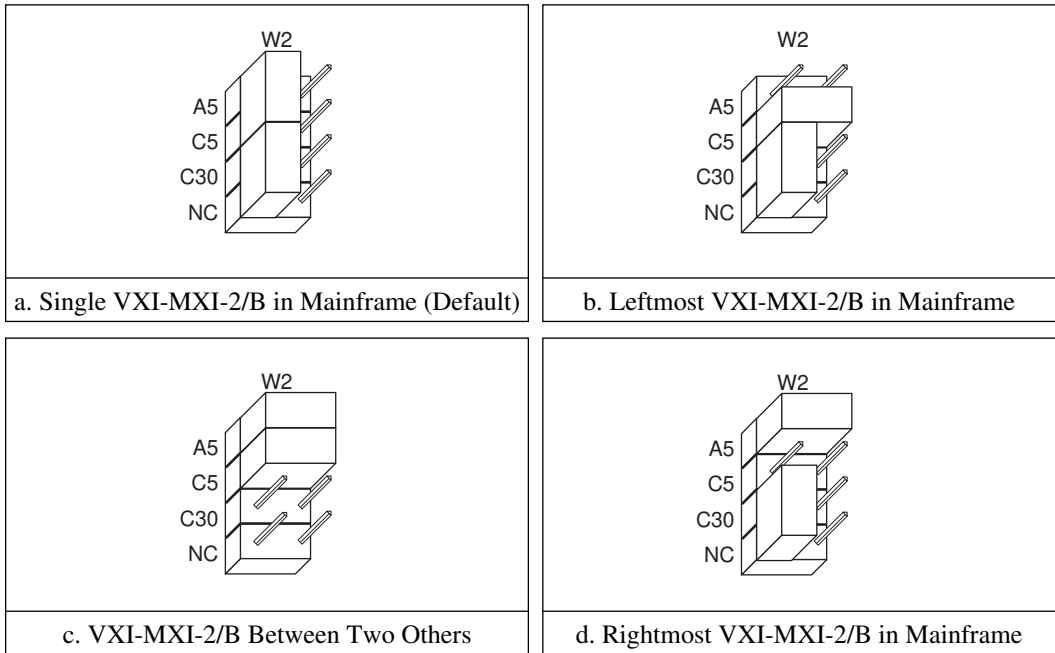 W2
A5
C5
C30
NC
a. Single VXI-MXI-2/B in Mainframe (Default)
W2
A5
C5
C30
NC
b. Leftmost VXI-MXI-2/B in Mainframe
W2
A5
C5
C30
NC
c. VXI-MXI-2/B Between Two Others
W2
A5
C5
C30
NC
d. Rightmost VXI-MXI-2/B in Mainframe